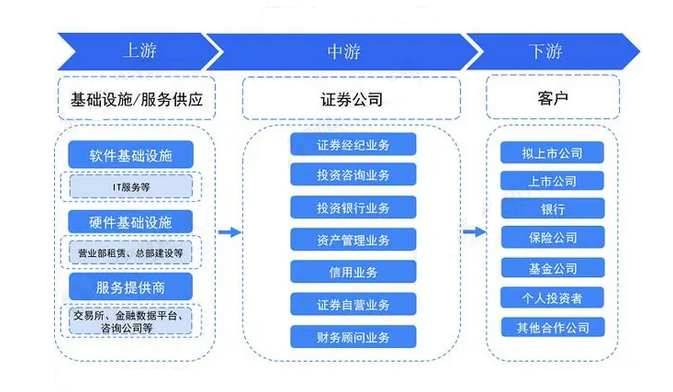 上游
中游
下游
基础设施/服务供应
证券公司
客户
软件基础设施
IT服务等
硬件基础设施
营业部租赁、总部建设等
服务提供商
交易所、金融数据平台、
咨询公司等
证券经纪业务
投资咨询业务
投资银行业务
资产管理业务
信用业务
证券自营业务
财务顾问业务
拟上市公司
上市公司
银行
保险公司
基金公司
个人投资者
其他合作公司